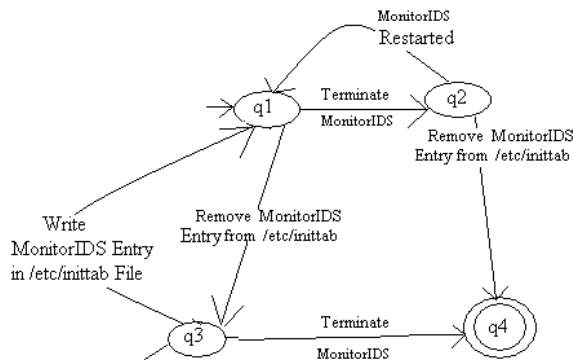 MonitorIDS
Restarted
q1
Terminate
MonitorIDS
q2
Remove MonitorIDS
Entry from /etc/inittab
Write
MonitorIDS Entry
in /etc/inittab File
Remove MonitorIDS
Entry from /etc/inittab
q3
Terminate
MonitorIDS
q4